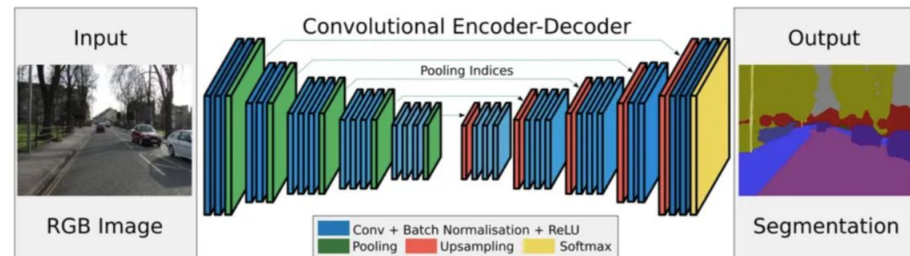 Input
RGB Image
Convolutional Encoder-Decoder
Pooling Indices
Conv + Batch Normalisation + ReLU
Pooling Upsampling Softmax
Output
Segmentation